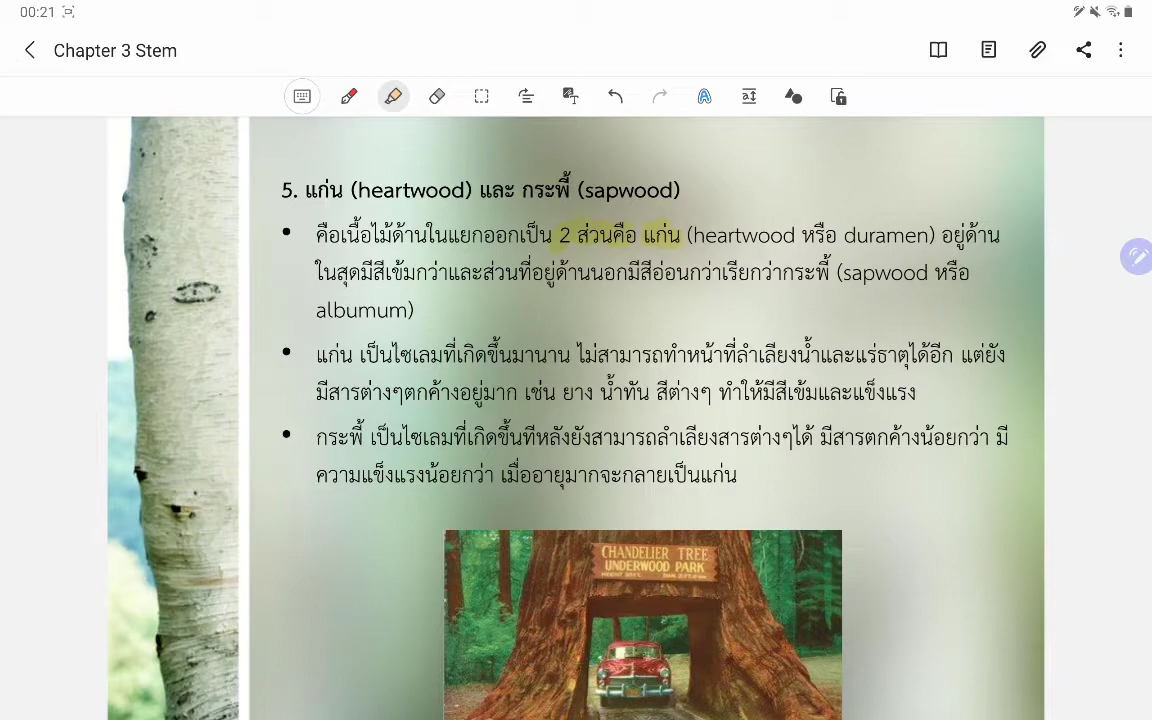 00:21
Chapter 3 Stem
5. แก่น (heartwood) และ กระพี้ (sapwood)
• คือเนื้อไม้ด้านในแยกออกเป็น 2 ส่วนคือ แก่น (heartwood หรือ duramen) อยู่ด้าน
ในสุดมีสีเข้มกว่าและส่วนที่อยู่ด้านนอกมีสีอ่อนกว่าเรียกว่ากระพี้ (sapwood หรือ
albumum)
• แก่น เป็นไซเลมที่เกิดขึ้นมานาน ไม่สามารถทำหน้าที่ลำเลียงน้ำและแร่ธาตุได้อีก แต่ยัง
มีสารต่างๆตกค้างอยู่มาก เช่น ยาง น้ำทัน สีต่างๆ ทำให้มีสีเข้มและแข็งแรง
• กระพี้ เป็นไซเลมที่เกิดขึ้นทีหลังยังสามารถลำเลียงสารต่างๆได้ มีสารตกค้างน้อยกว่า มี
ความแข็งแรงน้อยกว่า เมื่ออายุมากจะกลายเป็นแก่น
CHANDELIER TREE
UNDERWOOD PARK